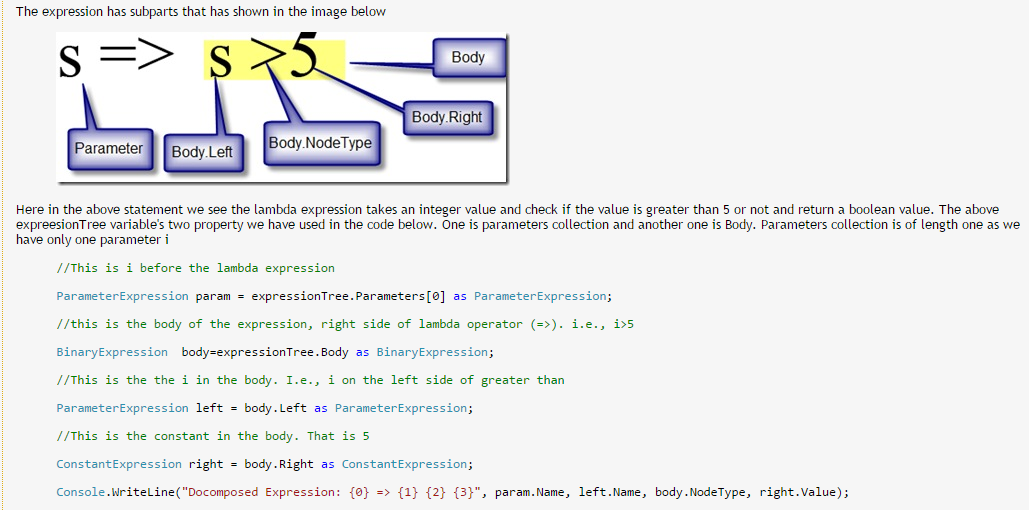 The expression has subparts that has shown in the image below
s => s >5
Body
Body.Right
Parameter
Body.Left
Body.NodeType
Here in the above statement we see the lambda expression takes an integer value and check if the value is greater than 5 or not and return a boolean value. The above
expreesionTree variable's two property we have used in the code below. One is parameters collection and another one is Body. Parameters collection is of length one as we
have only one parameter i
//This is i before the lambda expression
ParameterExpression param = expressionTree.Parameters[0] as ParameterExpression;
//this is the body of the expression, right side of lambda operator (=>). i.e., i>5
BinaryExpression  body=expressionTree.Body as BinaryExpression;
//This is the the i in the body. I.e., i on the left side of greater than
ParameterExpression left = body.Left as ParameterExpression;
//This is the constant in the body. That is 5
ConstantExpression right = body.Right as ConstantExpression;
Console.WriteLine("Docomposed Expression: {0} => {1} {2} {3}", param.Name, left.Name, body.NodeType, right.Value);